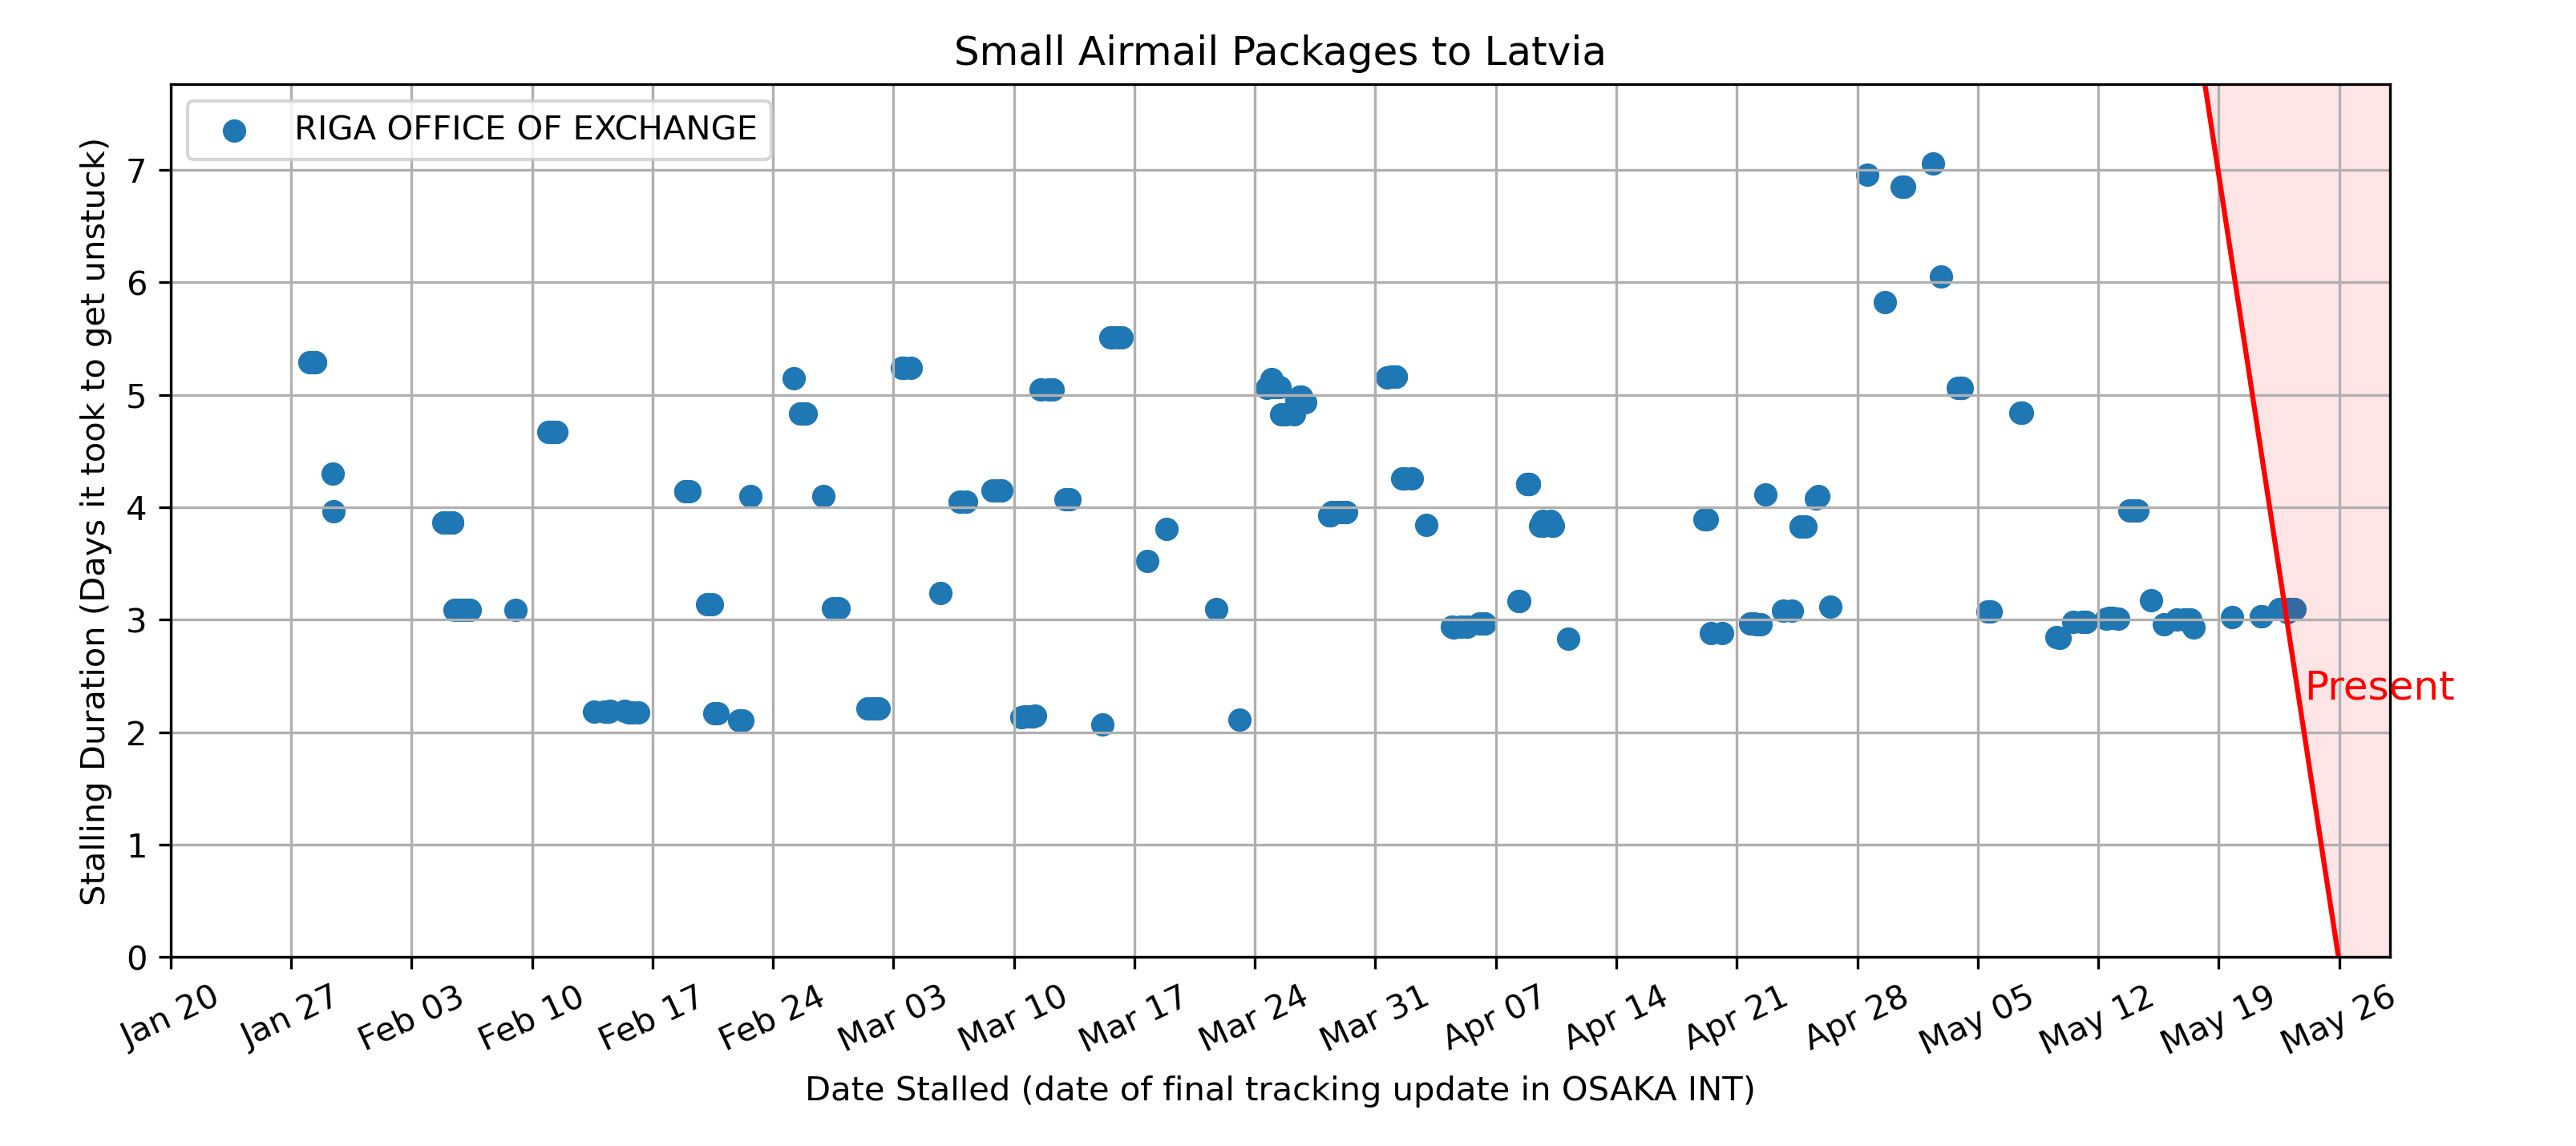 Small Airmail Packages to Latvia
RIGA OFFICE OF EXCHANGE
Stalling Duration (Days it took to get unstuck)
7
6
5
4
3
2
1
0
Present
Jan 20
Jan 27
Feb 03
Feb 10
Feb 17
Feb 24
Mar 03
Mar 10
Mar 17
Mar 24
Mar 31
Apr 07
Apr 14
Apr 21
Apr 28
May 05
May 12
May 19
May 26
Date Stalled (date of final tracking update in OSAKA INT)